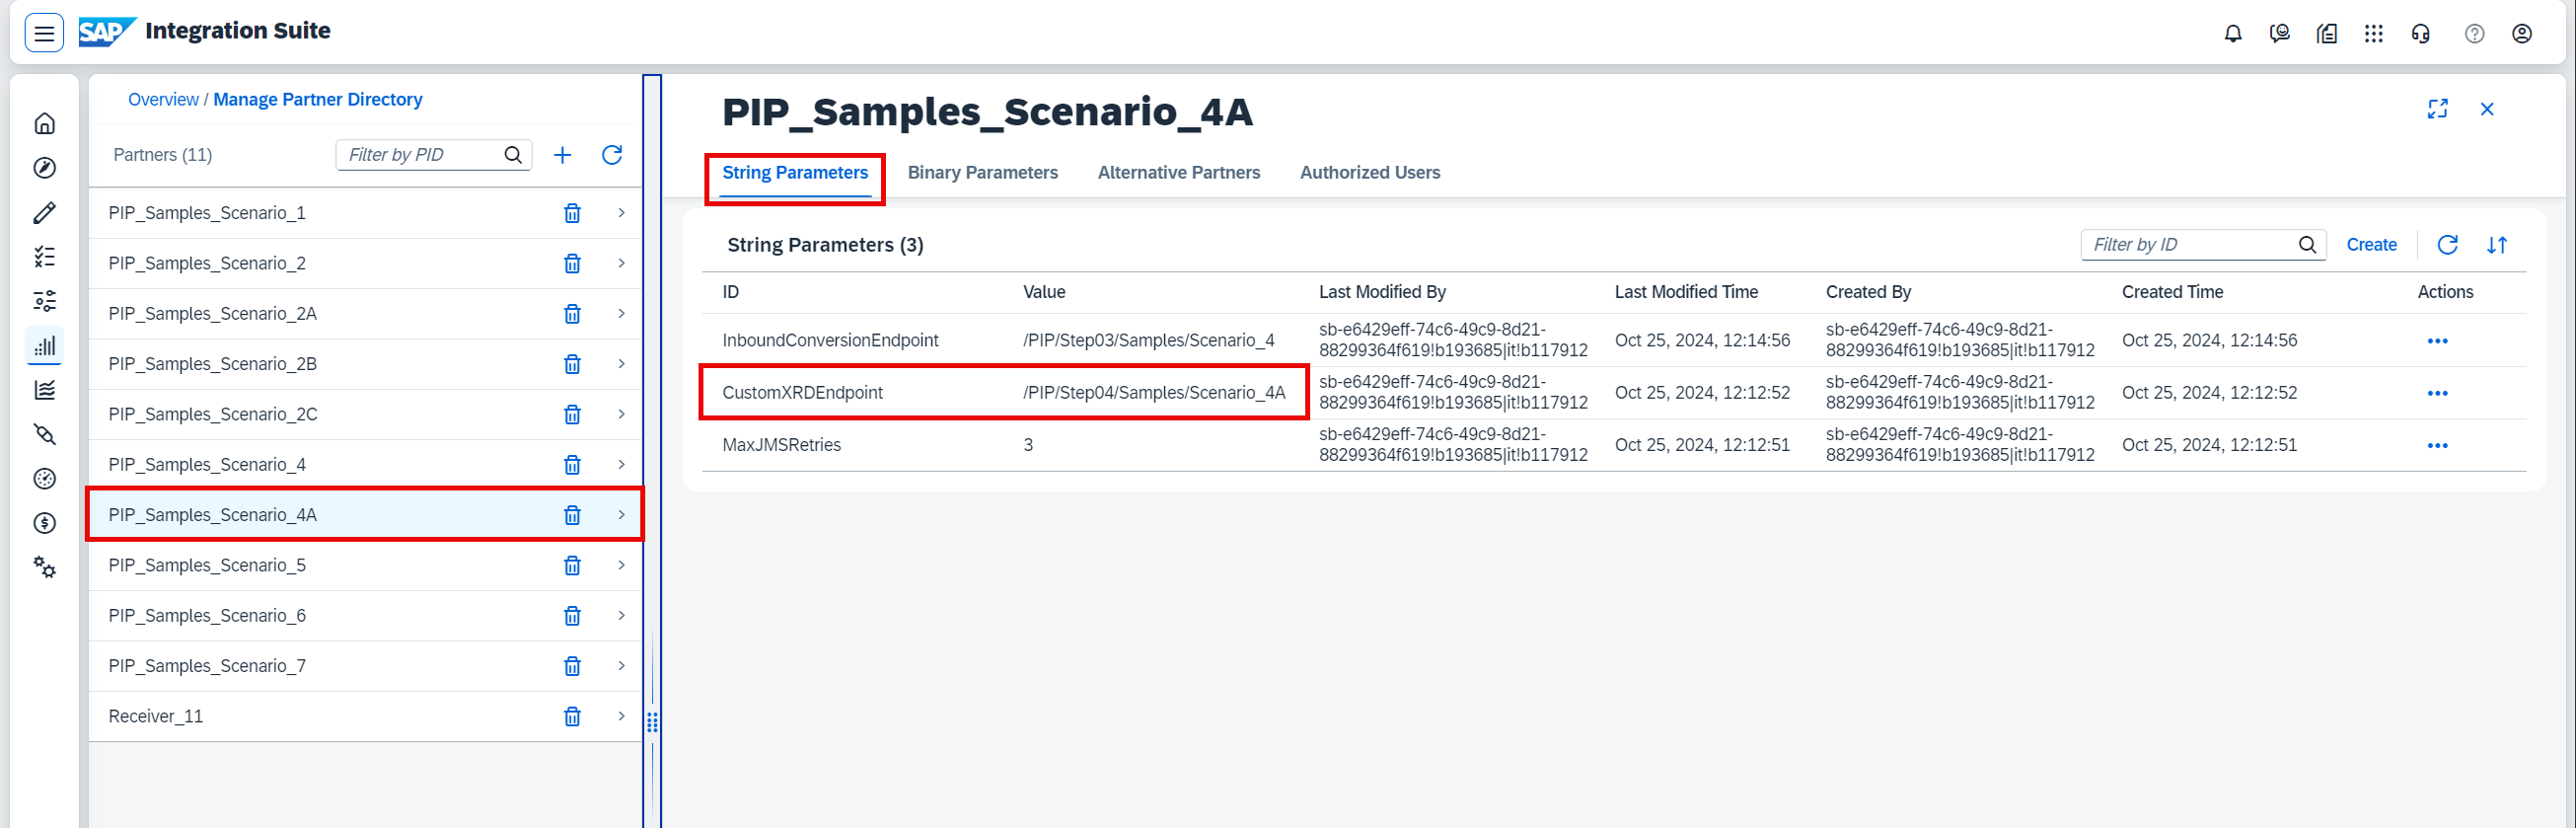 SAP Integration Suite
Overview / Manage Partner Directory
Partners (11)
Filter by PID
PIP_Samples_Scenario_1
PIP_Samples_Scenario_2
PIP_Samples_Scenario_2A
PIP_Samples_Scenario_2B
PIP_Samples_Scenario_2C
PIP_Samples_Scenario_4
PIP_Samples_Scenario_4A
PIP_Samples_Scenario_5
PIP_Samples_Scenario_6
PIP_Samples_Scenario_7
Receiver_11
PIP_Samples_Scenario_4A
String Parameters Binary Parameters Alternative Partners Authorized Users
String Parameters (3)
Filter by ID Create
ID Value Last Modified By Last Modified Time Created By Created Time Actions
InboundConversionEndpoint /PIP/Step03/Samples/Scenario_4 sb-e6429eff-74c6-49c9-8d21-88299364f619!b193685|it!b117912 Oct 25, 2024, 12:14:56 sb-e6429eff-74c6-49c9-8d21-88299364f619!b193685|it!b117912 Oct 25, 2024, 12:14:56
CustomXRDEndpoint /PIP/Step04/Samples/Scenario_4A sb-e6429eff-74c6-49c9-8d21-88299364f619!b193685|it!b117912 Oct 25, 2024, 12:12:52 sb-e6429eff-74c6-49c9-8d21-88299364f619!b193685|it!b117912 Oct 25, 2024, 12:12:52
MaxJMSRetries 3 sb-e6429eff-74c6-49c9-8d21-88299364f619!b193685|it!b117912 Oct 25, 2024, 12:12:51 sb-e6429eff-74c6-49c9-8d21-88299364f619!b193685|it!b117912 Oct 25, 2024, 12:12:51